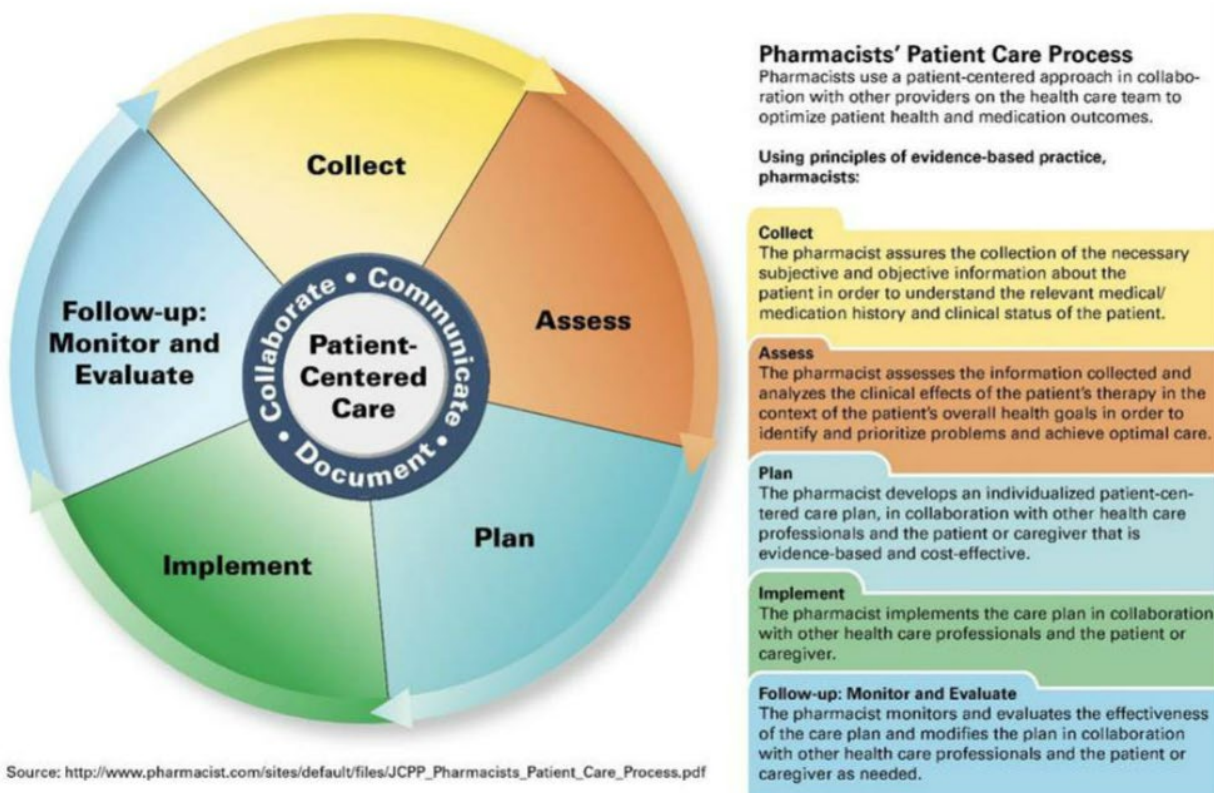 Collect
Assess
Plan
Implement
Follow-up:
Monitor and
Evaluate
Collaborate • Communicate • Document •
Patient-
Centered
Care
Source: http://www.pharmacist.com/sites/default/files/JCPP_Pharmacists_Patient_Care_Process.pdf
Pharmacists' Patient Care Process
Pharmacists use a patient-centered approach in collabo-
ration with other providers on the health care team to
optimize patient health and medication outcomes.
Using principles of evidence-based practice,
pharmacists:
Collect
The pharmacist assures the collection of the necessary
subjective and objective information about the
patient in order to understand the relevant medical/
medication history and clinical status of the patient.
Assess
The pharmacist assesses the information collected and
analyzes the clinical effects of the patient's therapy in the
context of the patient's overall health goals in order to
identify and prioritize problems and achieve optimal care.
Plan
The pharmacist develops an individualized patient-cen-
tered care plan, in collaboration with other health care
professionals and the patient or caregiver that is
evidence-based and cost-effective.
Implement
The pharmacist implements the care plan in collaboration
with other health care professionals and the patient or
caregiver.
Follow-up: Monitor and Evaluate
The pharmacist monitors and evaluates the effectiveness
of the care plan and modifies the plan in collaboration
with other health care professionals and the patient or
caregiver as needed.